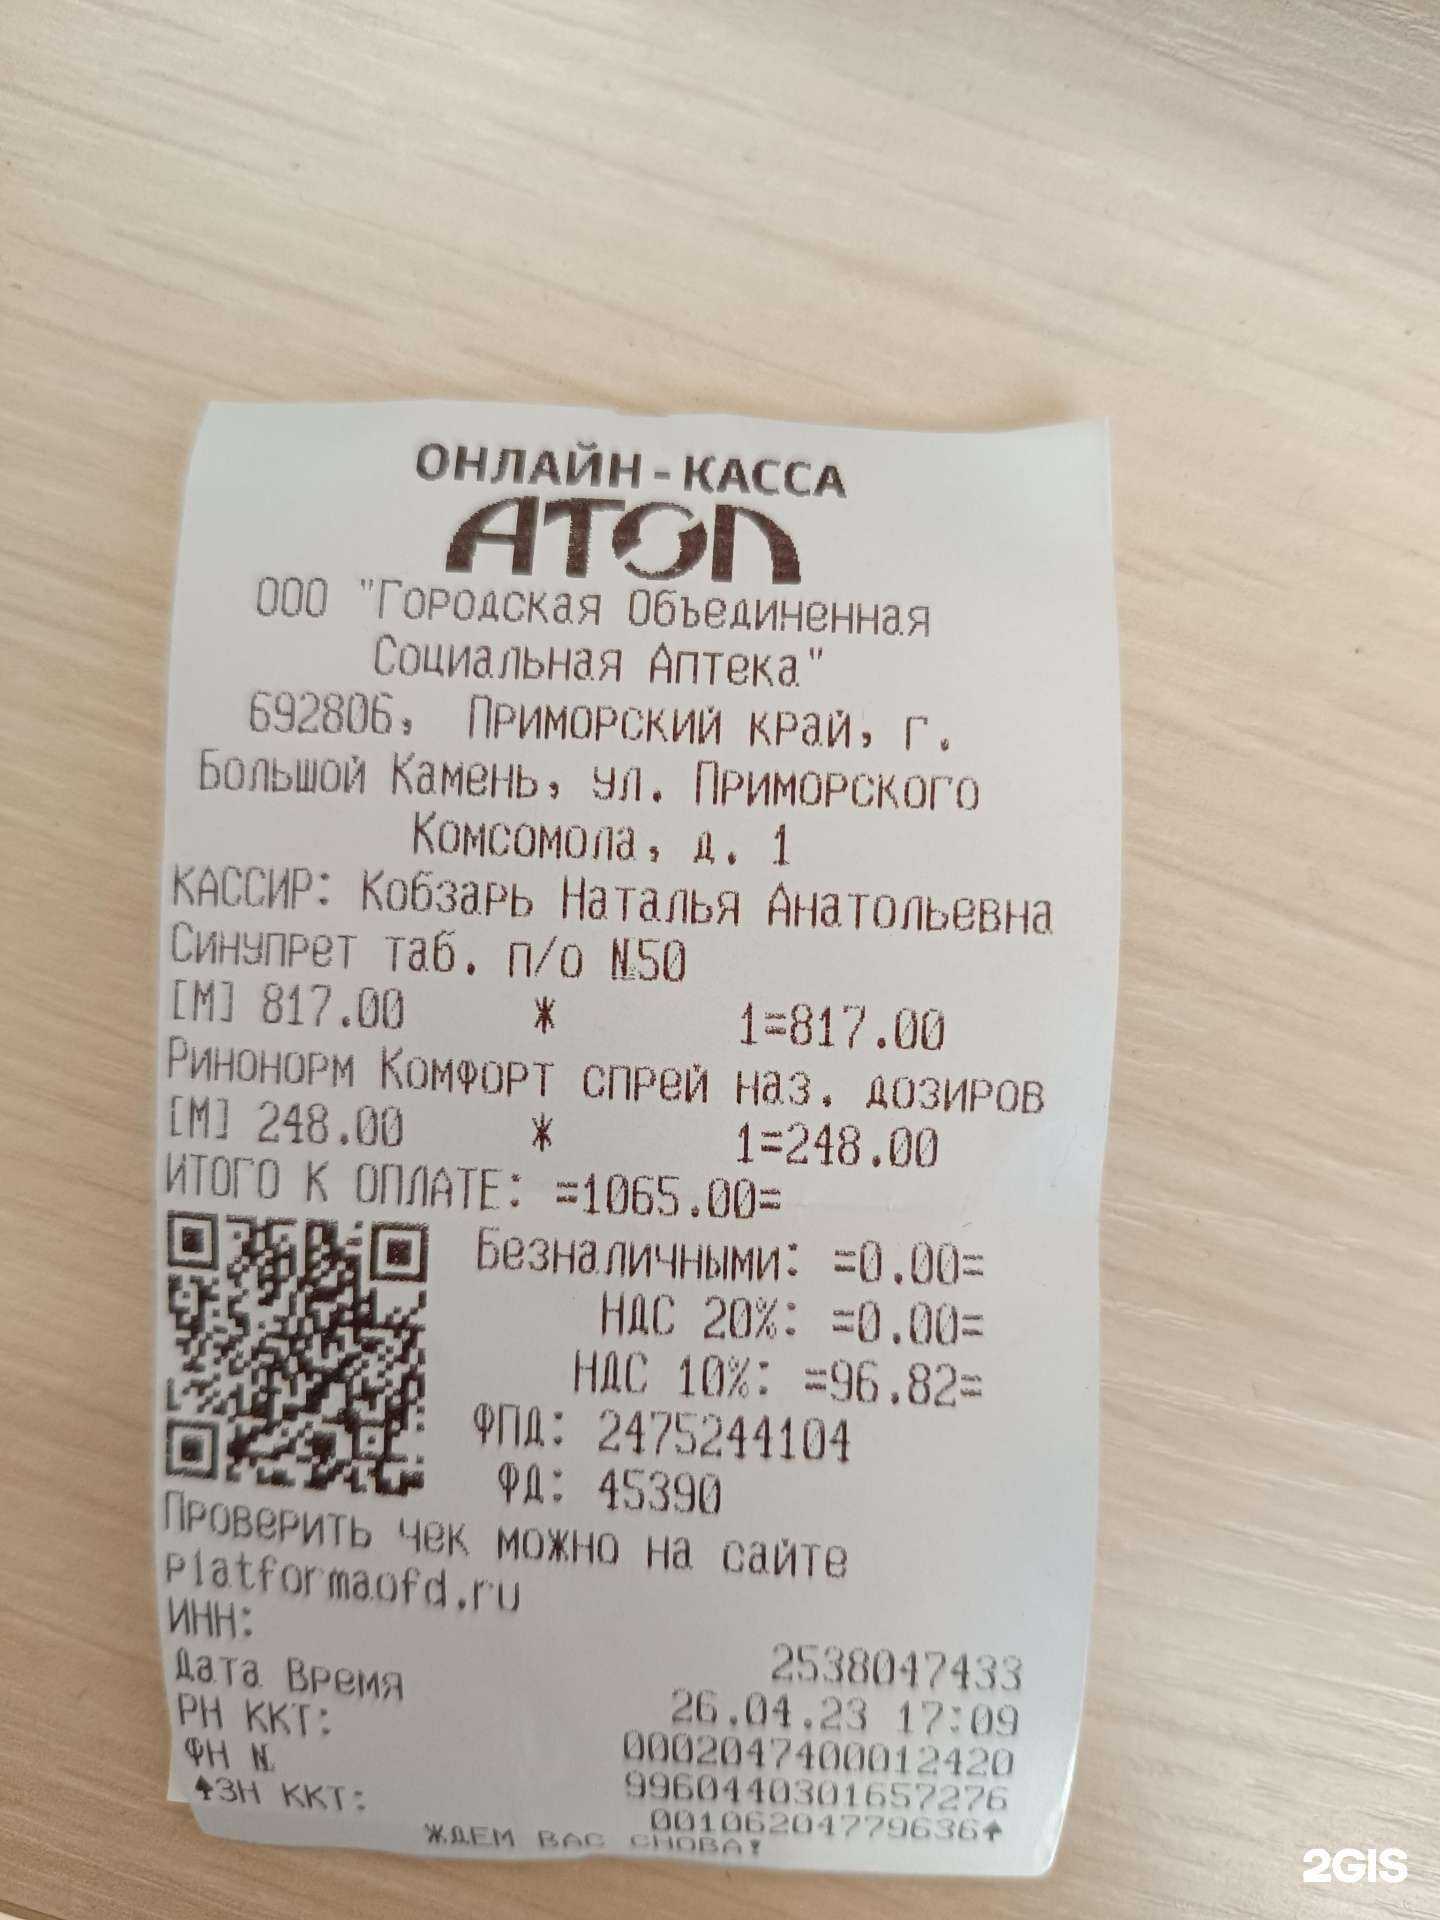 ОНЛАЙН-КАССА
АТОЛ
ООО "Городская Объединенная
Социальная Аптека"
692806, Приморский край, г.
Большой Камень, ул. Приморского
Комсомола, д. 1
КАССИР: Кобзарь Наталья Анатольевна
Синупрет таб. п/о №50
[М] 817.00 * 1=817.00
Ринонорм Комфорт спрей наз. дозиров
[М] 248.00 * 1=248.00
ИТОГО К ОПЛАТЕ: =1065.00=
Безналичными: =0.00=
НДС 20%: =0.00=
НДС 10%: =96.82=
ФПД: 2475244104
ФД: 45390
Проверить чек можно на сайте
platformaofd.ru
ИНН: 2538047433
Дата Время 26.04.23 17:09
РН ККТ: 0002047400012420
ФН № 9960440301657276
↑ЗН ККТ: 00106204779636↑
ЖДЕМ ВАС СНОВА!
2GIS